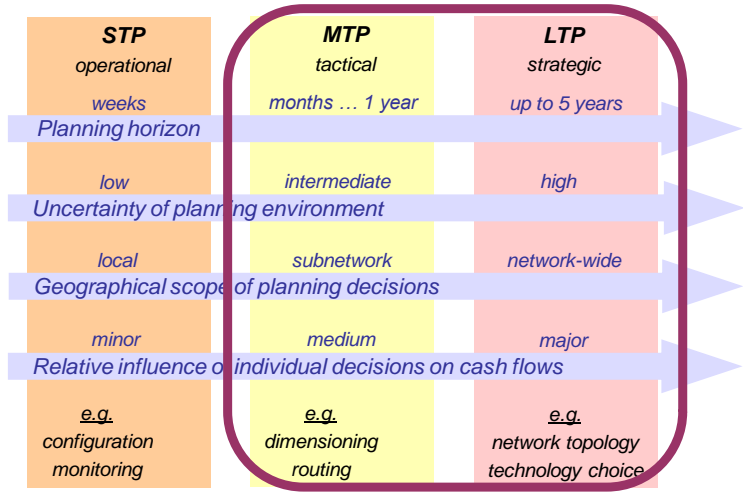 STP MTP LTP
operational tactical strategic
weeks months … 1 year up to 5 years
Planning horizon
low intermediate high
Uncertainty of planning environment
local subnetwork network-wide
Geographical scope of planning decisions
minor medium major
Relative influence of individual decisions on cash flows
e.g. e.g. e.g.
configuration dimensioning network topology
monitoring routing technology choice